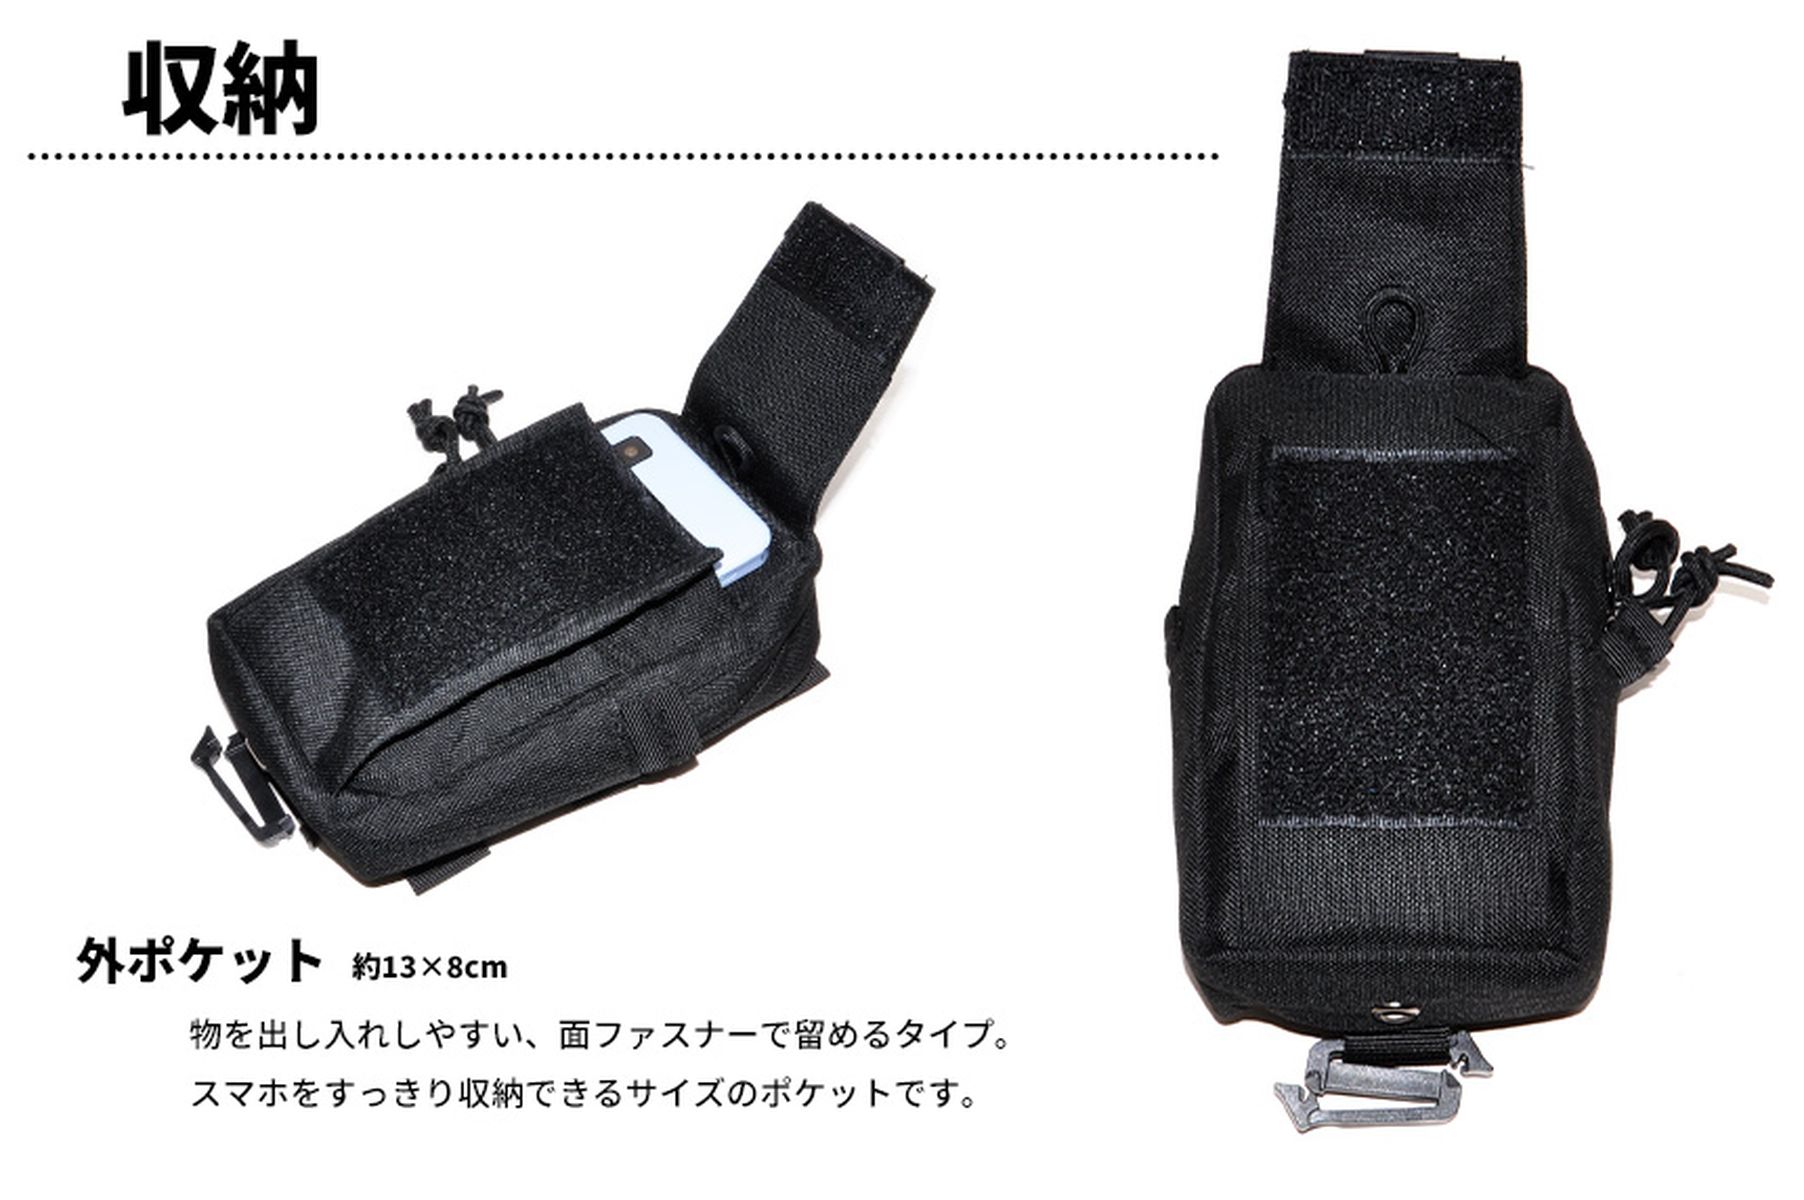 収納
外ポケット 約13×8cm
物を出し入れしやすい、面ファスナーで留めるタイプ。
スマホをすっきり収納できるサイズのポケットです。